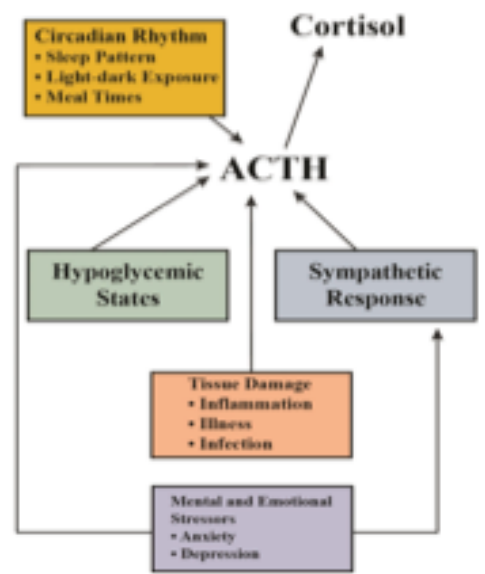 Cortisol
Circadian Rhythm
• Sleep Pattern
• Light-dark Exposure
• Meal Times
ACTH
Hypoglycemic
States
Sympathetic
Response
Tissue Damage
• Inflammation
• Illness
• Infection
Mental and Emotional
Stressors
• Anxiety
• Depression